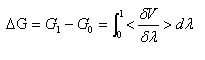 ΔG = G₁ − G₀ = ∫₀¹ < δV/δλ > dλ